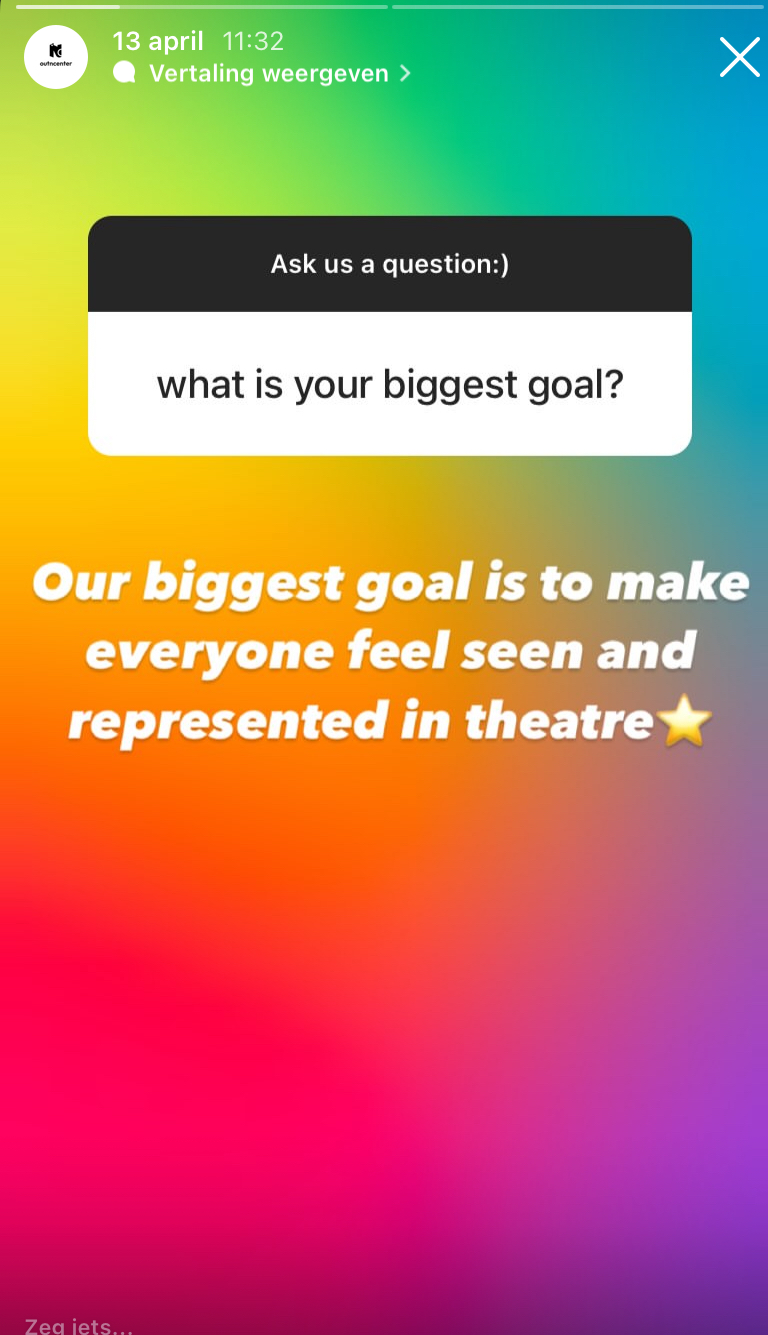 13 april 11:32
outncenter
Vertaling weergeven
Ask us a question:)
what is your biggest goal?
Our biggest goal is to make
everyone feel seen and
represented in theatre⭐
Zeg iets...